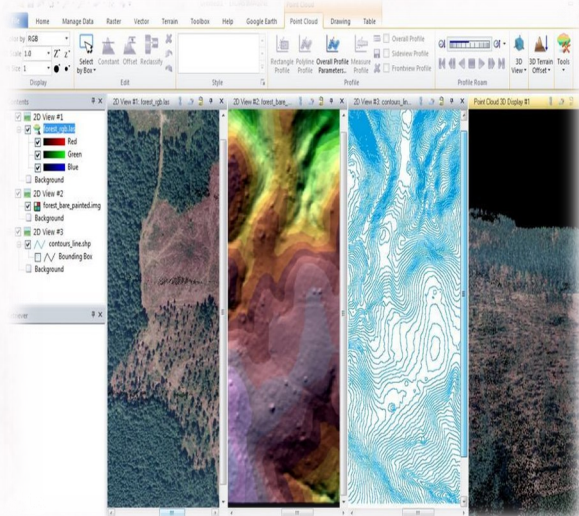 Home Manage Data Raster Vector Terrain Toolbox Help Google Earth Point Cloud Drawing Table
by RGB
Scale 1.0
Size 1
Display
Select by Box
Constant Offset Reclassify
Edit
Style
Rectangle Profile
Polyline Profile
Overall Profile Parameters..
Measure Profile
Overall Profile
Sideview Profile
Frontview Profile
Profile
Profile Roam
3D View
3D Terrain Offset
Tools
2D View #1
forest_rgb.las
Red
Green
Blue
Background
2D View #2
forest_bare_painted.img
Background
2D View #3
contours_line.shp
Bounding Box
Background
2D View #1: forest_rgb.las
2D View #2: forest_bare_...
2D View #3: contours_lin...
Point Cloud 3D Display #1